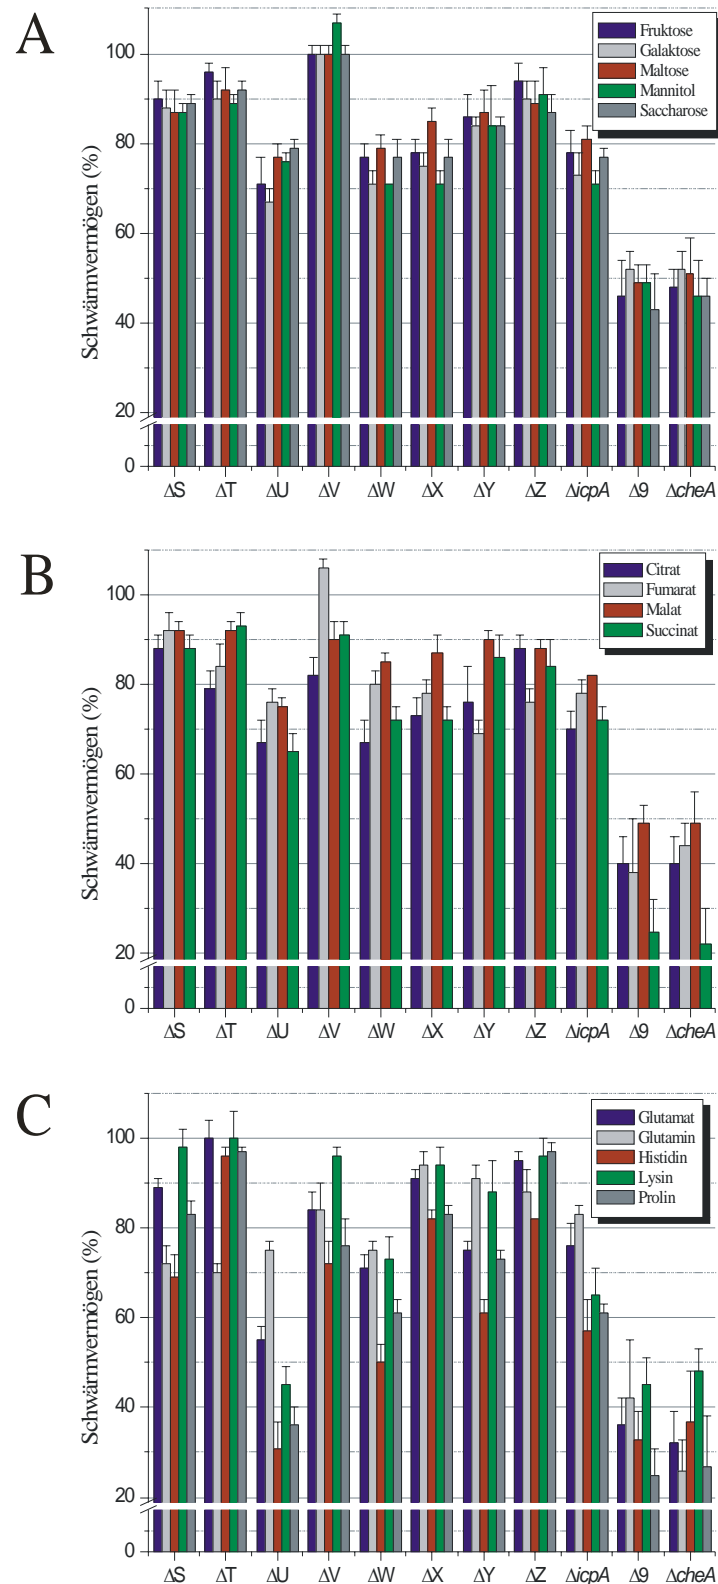 A
Fruktose
Galaktose
Maltose
Mannitol
Saccharose
Schwärmvermögen (%)
100
80
60
40
20
0
ΔS ΔT ΔU ΔV ΔW ΔX ΔY ΔZ ΔicpA Δ9 ΔcheA
B
Citrat
Fumarat
Malat
Succinat
Schwärmvermögen (%)
100
80
60
40
20
0
ΔS ΔT ΔU ΔV ΔW ΔX ΔY ΔZ ΔicpA Δ9 ΔcheA
C
Glutamat
Glutamin
Histidin
Lysin
Prolin
Schwärmvermögen (%)
100
80
60
40
20
0
ΔS ΔT ΔU ΔV ΔW ΔX ΔY ΔZ ΔicpA Δ9 ΔcheA